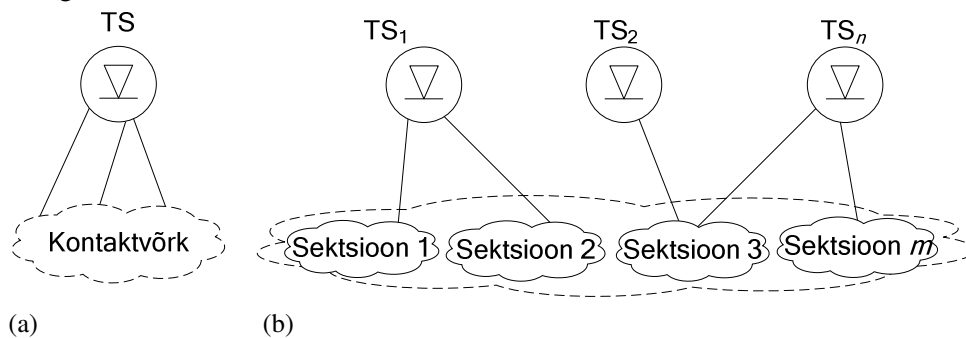 TS
TS₁
TS₂
TSₙ
Kontaktvõrk
Sektsioon 1
Sektsioon 2
Sektsioon 3
Sektsioon m
(a)
(b)